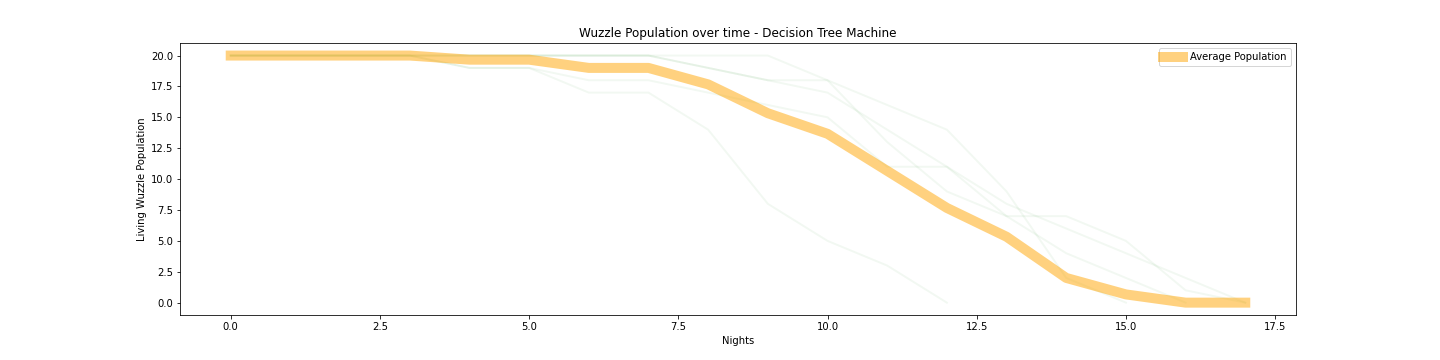 Wuzzle Population over time - Decision Tree Machine
Average Population
Living Wuzzle Population
20.0
17.5
15.0
12.5
10.0
7.5
5.0
2.5
0.0
0.0 2.5 5.0 7.5 10.0 12.5 15.0 17.5
Nights